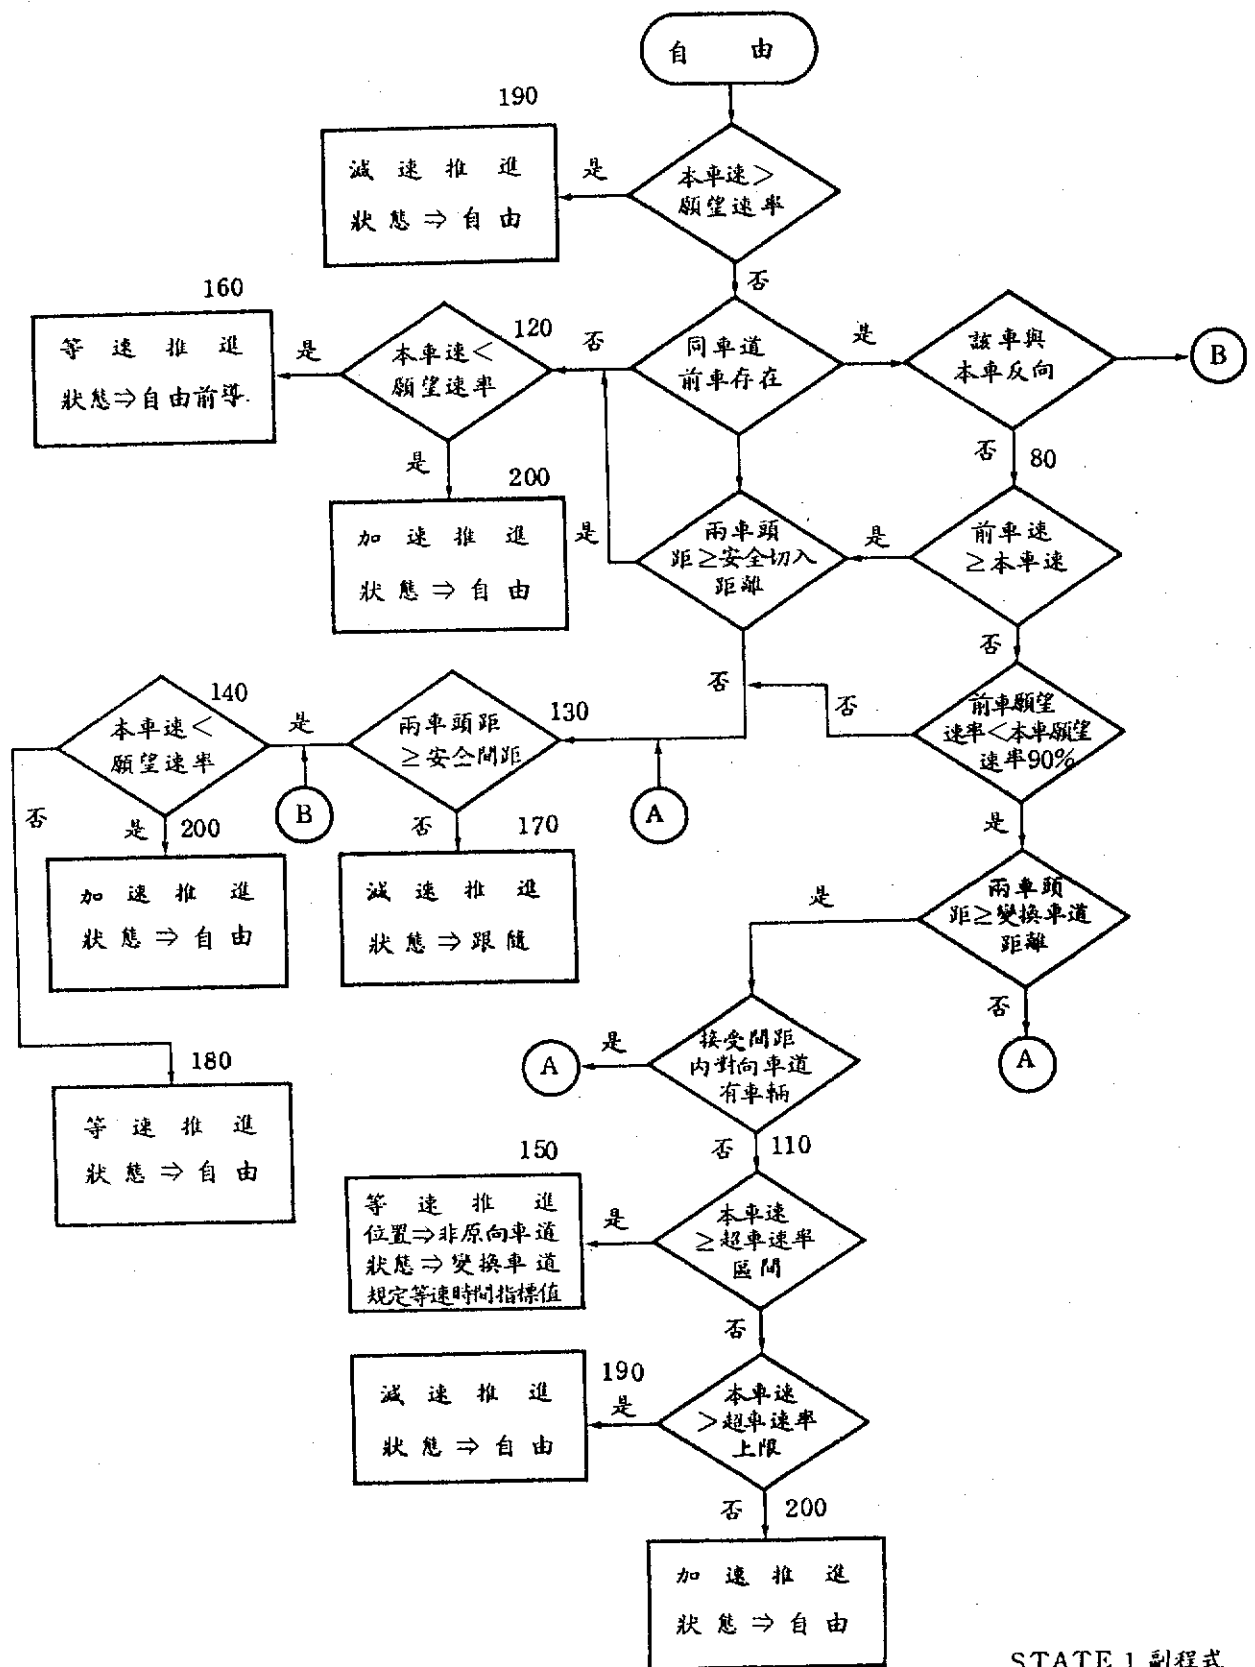 自 由
190
減 速 推 進
狀 態 ⇒ 自 由
是
本車速>
願望速率
否
160
等 速 推 進
狀態⇒自由前導.
是
本車速<
願望速率
120
否
同車道
前車存在
是
該車與
本車反向
B
是
200
加 速 推 進
狀 態 ⇒ 自 由
是
兩車頭
距≥安全切入
距離
是
否
80
前車速
≥本車速
否
140
本車速<
願望速率
是
兩車頭距
≥安全間距
130
否
否
前車願望
速率<本車願望
速率90%
B
A
否
是
200
加 速 推 進
狀 態 ⇒ 自 由
否
170
減 速 推 進
狀 態 ⇒ 跟 隨
是
兩車頭
距≥變換車道
距離
是
否
A
180
等 速 推 進
狀 態 ⇒ 自 由
A
是
接受間距
內對向車道
有車輛
否
110
150
等 速 推 進
位置⇒非原向車道
狀態⇒變換車道
規定等速時間指標值
是
本車速
≥超車速率
區間
否
190
減 速 推 進
狀 態 ⇒ 自 由
是
本車速
>超車速率
上限
否
200
加 速 推 進
狀 態 ⇒ 自 由
STATE 1 副程式